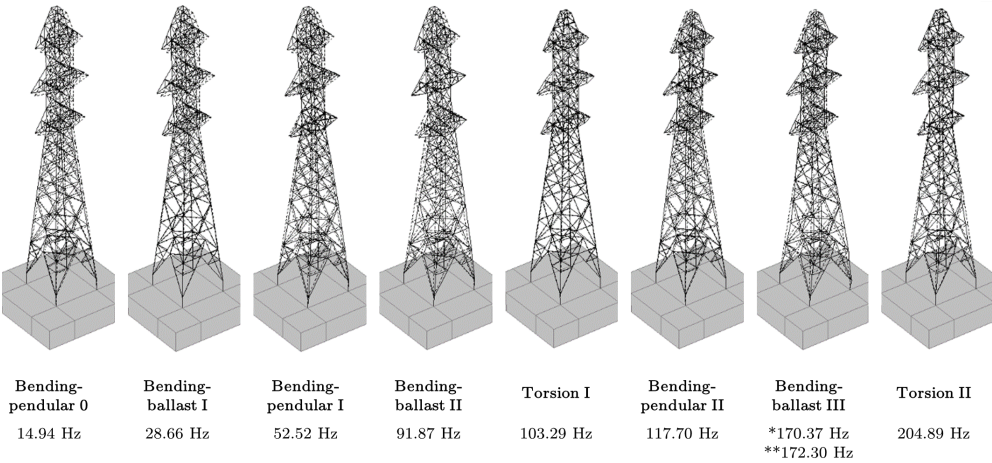 Bending-
pendular 0
14.94 Hz
Bending-
ballast I
28.66 Hz
Bending-
pendular I
52.52 Hz
Bending-
ballast II
91.87 Hz
Torsion I
103.29 Hz
Bending-
pendular II
117.70 Hz
Bending-
ballast III
*170.37 Hz
**172.30 Hz
Torsion II
204.89 Hz